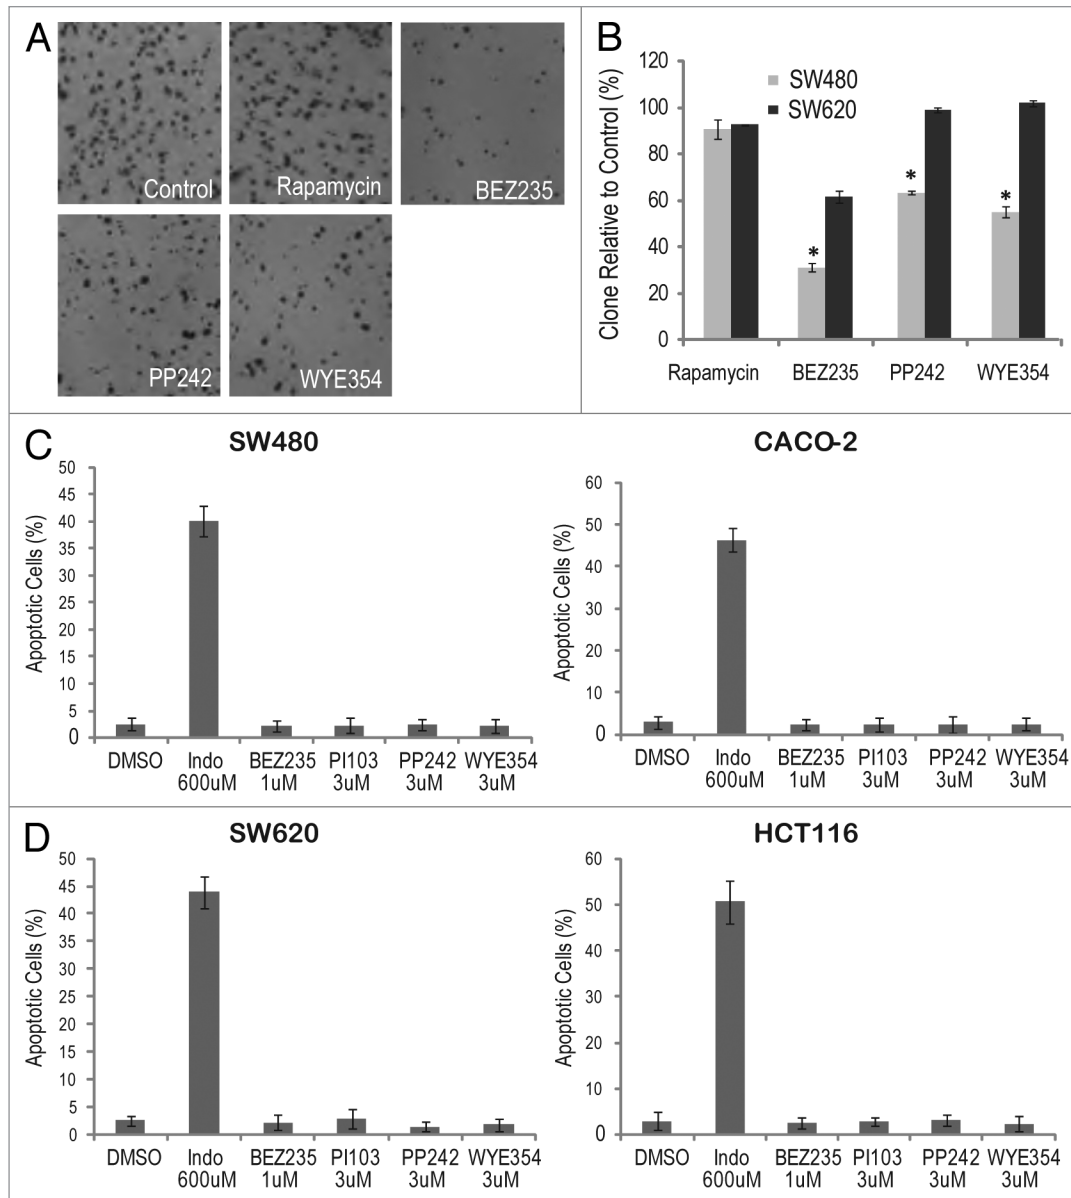 A
Control
Rapamycin
BEZ235
PP242
WYE354
B
Clone Relative to Control (%)
120
100
80
60
40
20
0
SW480
SW620
*
*
*
Rapamycin BEZ235 PP242 WYE354
C
SW480
Apoptotic Cells (%)
50
45
40
35
30
25
20
15
10
5
0
DMSO Indo BEZ235 PI103 PP242 WYE354
600uM 1uM 3uM 3uM 3uM
CACO-2
Apoptotic Cells (%)
60
50
40
30
20
10
0
DMSO Indo BEZ235 PI103 PP242 WYE354
600uM 1uM 3uM 3uM 3uM
D
SW620
Apoptotic Cells (%)
50
45
40
35
30
25
20
15
10
5
0
DMSO Indo BEZ235 PI103 PP242 WYE354
600uM 1uM 3uM 3uM 3uM
HCT116
Apoptotic Cells (%)
60
50
40
30
20
10
0
DMSO Indo BEZ235 PI103 PP242 WYE354
600uM 1uM 3uM 3uM 3uM